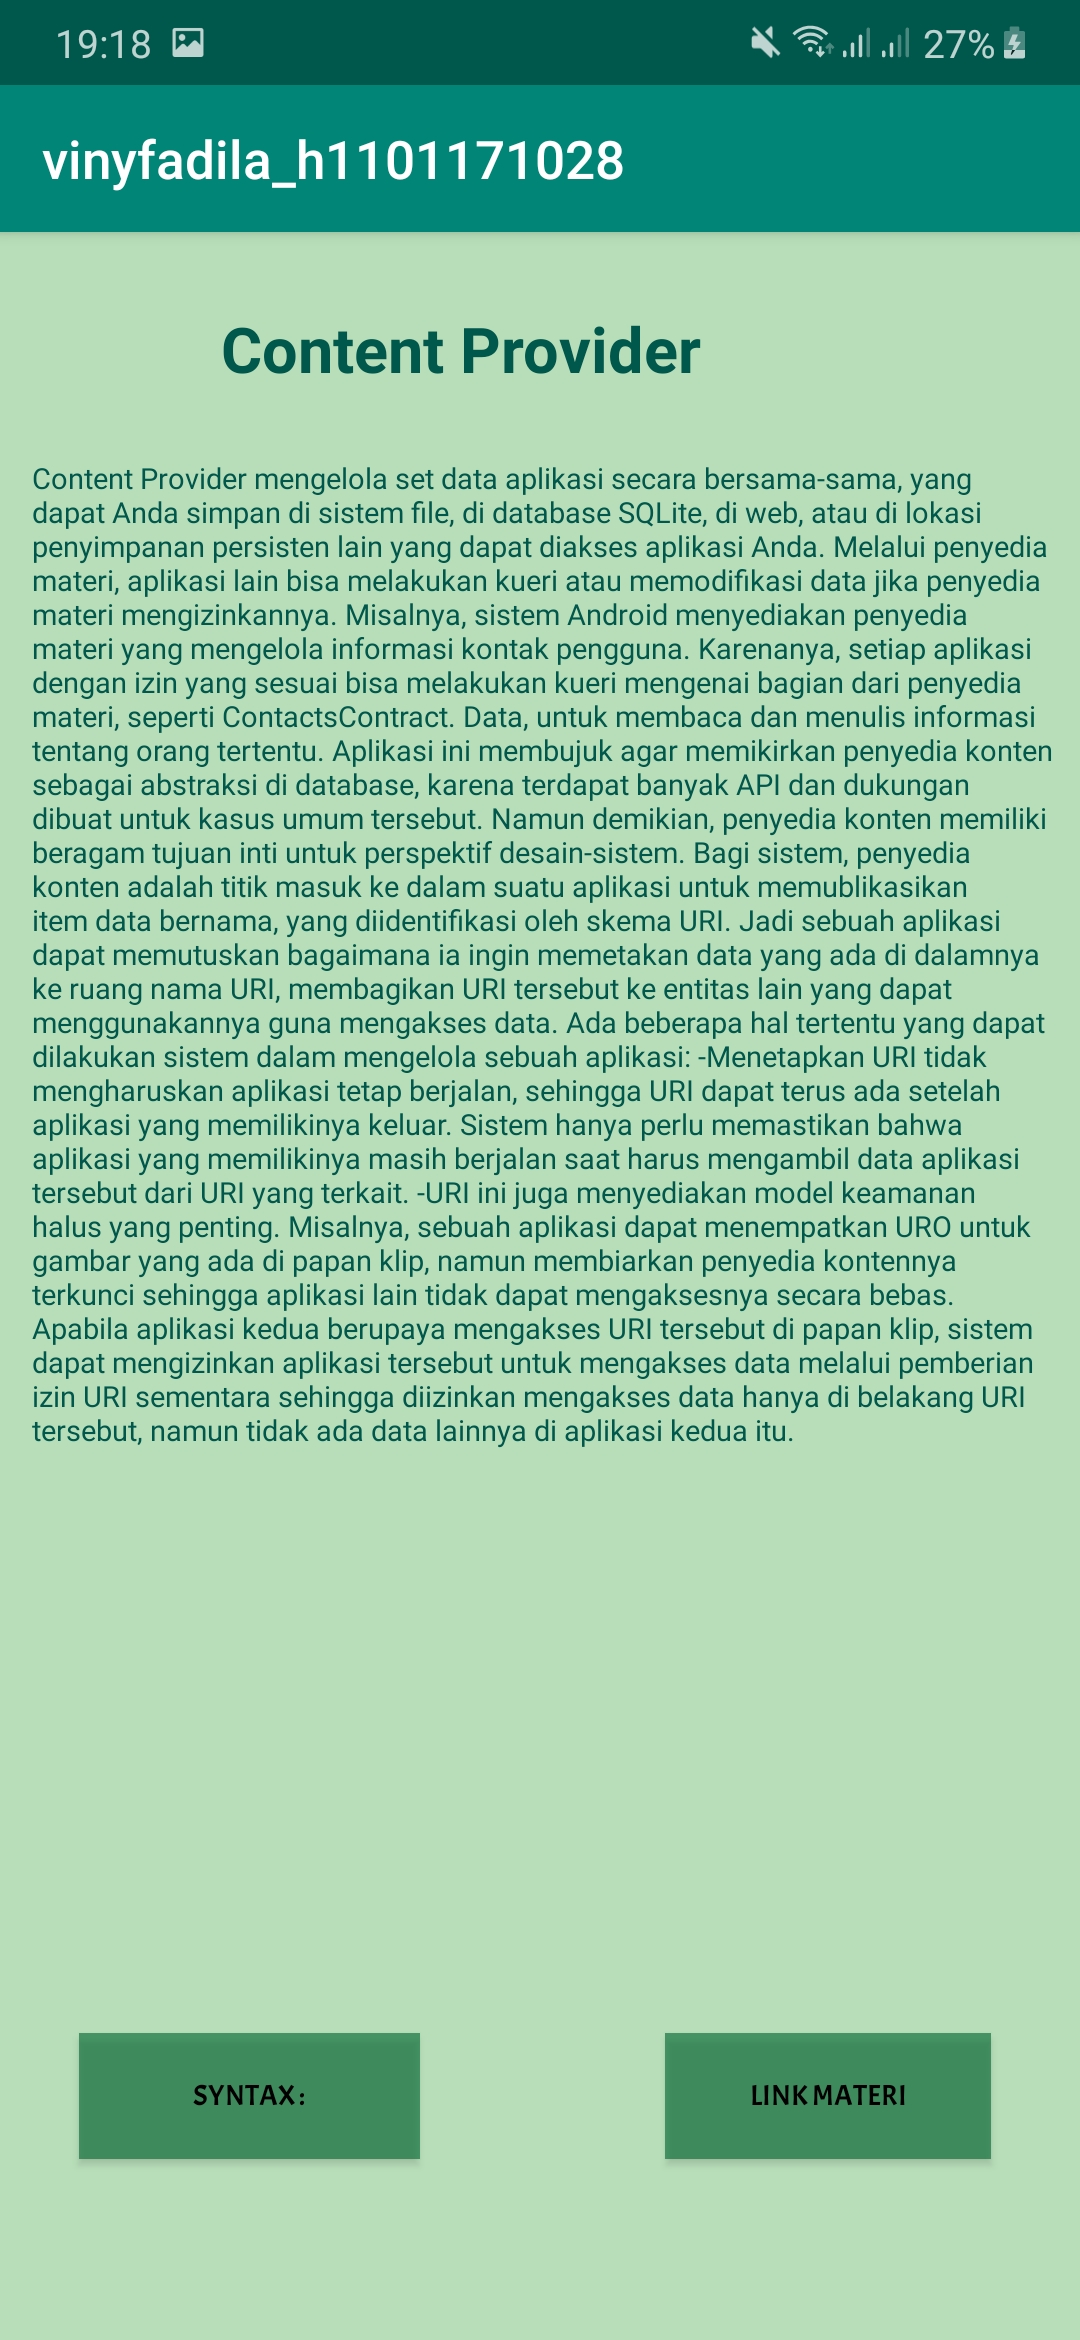 19:18
27%
vinyfadila_h1101171028
Content Provider
Content Provider mengelola set data aplikasi secara bersama-sama, yang
dapat Anda simpan di sistem file, di database SQLite, di web, atau di lokasi
penyimpanan persisten lain yang dapat diakses aplikasi Anda. Melalui penyedia
materi, aplikasi lain bisa melakukan kueri atau memodifikasi data jika penyedia
materi mengizinkannya. Misalnya, sistem Android menyediakan penyedia
materi yang mengelola informasi kontak pengguna. Karenanya, setiap aplikasi
dengan izin yang sesuai bisa melakukan kueri mengenai bagian dari penyedia
materi, seperti ContactsContract. Data, untuk membaca dan menulis informasi
tentang orang tertentu. Aplikasi ini membujuk agar memikirkan penyedia konten
sebagai abstraksi di database, karena terdapat banyak API dan dukungan
dibuat untuk kasus umum tersebut. Namun demikian, penyedia konten memiliki
beragam tujuan inti untuk perspektif desain-sistem. Bagi sistem, penyedia
konten adalah titik masuk ke dalam suatu aplikasi untuk memublikasikan
item data bernama, yang diidentifikasi oleh skema URI. Jadi sebuah aplikasi
dapat memutuskan bagaimana ia ingin memetakan data yang ada di dalamnya
ke ruang nama URI, membagikan URI tersebut ke entitas lain yang dapat
menggunakannya guna mengakses data. Ada beberapa hal tertentu yang dapat
dilakukan sistem dalam mengelola sebuah aplikasi: -Menetapkan URI tidak
mengharuskan aplikasi tetap berjalan, sehingga URI dapat terus ada setelah
aplikasi yang memilikinya keluar. Sistem hanya perlu memastikan bahwa
aplikasi yang memilikinya masih berjalan saat harus mengambil data aplikasi
tersebut dari URI yang terkait. -URI ini juga menyediakan model keamanan
halus yang penting. Misalnya, sebuah aplikasi dapat menempatkan URO untuk
gambar yang ada di papan klip, namun membiarkan penyedia kontennya
terkunci sehingga aplikasi lain tidak dapat mengaksesnya secara bebas.
Apabila aplikasi kedua berupaya mengakses URI tersebut di papan klip, sistem
dapat mengizinkan aplikasi tersebut untuk mengakses data melalui pemberian
izin URI sementara sehingga diizinkan mengakses data hanya di belakang URI
tersebut, namun tidak ada data lainnya di aplikasi kedua itu.
SYNTAX :
LINK MATERI